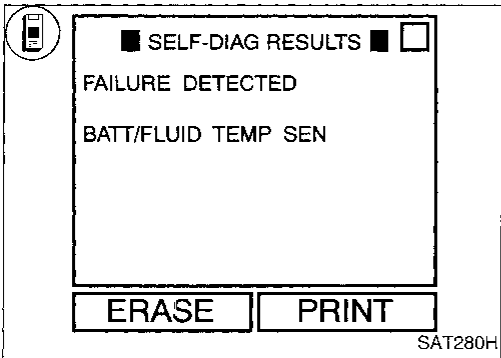 SELF-DIAG RESULTS
FAILURE DETECTED
BATT/FLUID TEMP SEN
ERASE PRINT
SAT280H